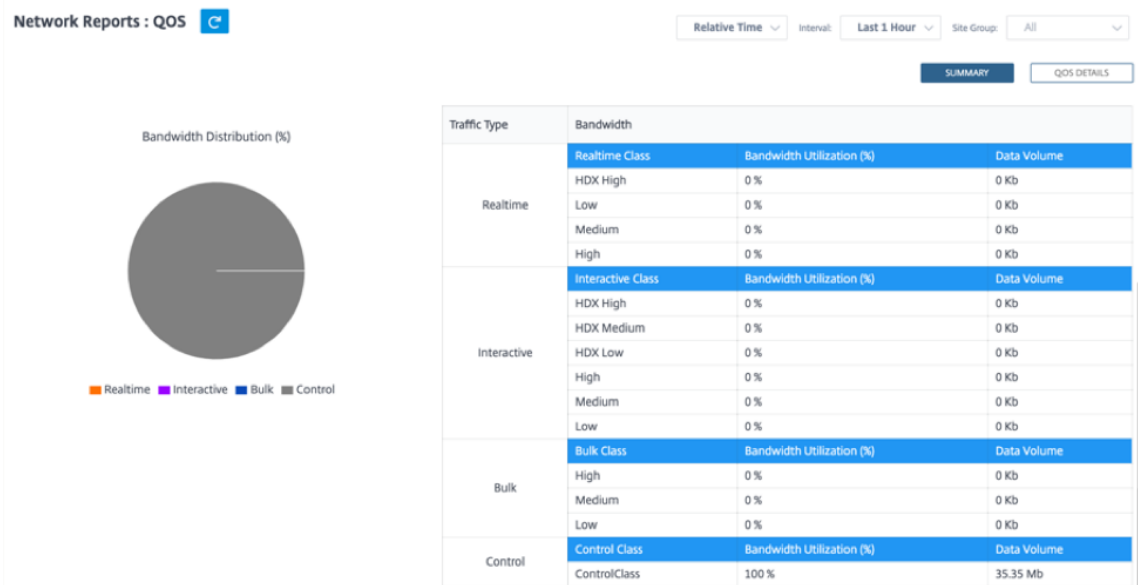 Network Reports : QOS
Relative Time Interval: Last 1 Hour Site Group: All
SUMMARY QOS DETAILS
Bandwidth Distribution (%)
Realtime Interactive Bulk Control
Traffic Type Bandwidth
Realtime
Realtime Class Bandwidth Utilization (%) Data Volume
HDX High 0 % 0 Kb
Low 0 % 0 Kb
Medium 0 % 0 Kb
High 0 % 0 Kb
Interactive
Interactive Class Bandwidth Utilization (%) Data Volume
HDX High 0 % 0 Kb
HDX Medium 0 % 0 Kb
HDX Low 0 % 0 Kb
High 0 % 0 Kb
Medium 0 % 0 Kb
Low 0 % 0 Kb
Bulk
Bulk Class Bandwidth Utilization (%) Data Volume
High 0 % 0 Kb
Medium 0 % 0 Kb
Low 0 % 0 Kb
Control
Control Class Bandwidth Utilization (%) Data Volume
ControlClass 100 % 35.35 Mb